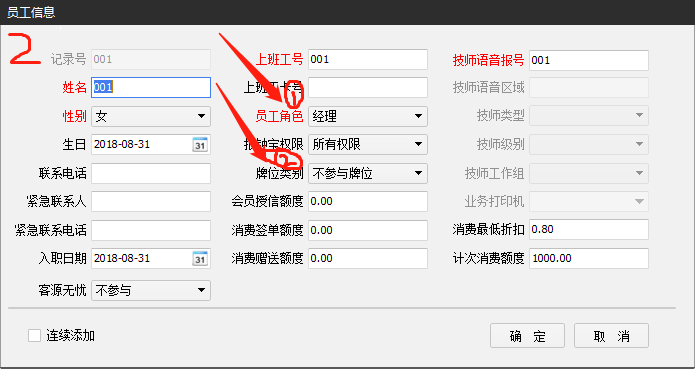 员工信息
2
记录号 001 上班工号 001 技师语音报号 001
姓名 001 上班工卡号 技师语音区域
1
性别 女 员工角色 经理 技师类型
生日 2018-08-31 31 报钟宝权限 所有权限 技师级别
2
联系电话 牌位类别 不参与牌位 技师工作组
紧急联系人 会员授信额度 0.00 业务打印机
紧急联系电话 消费签单额度 0.00 消费最低折扣 0.80
入职日期 2018-08-31 31 消费赠送额度 0.00 计次消费额度 1000.00
客源无忧 不参与
连续添加 确 定 取 消